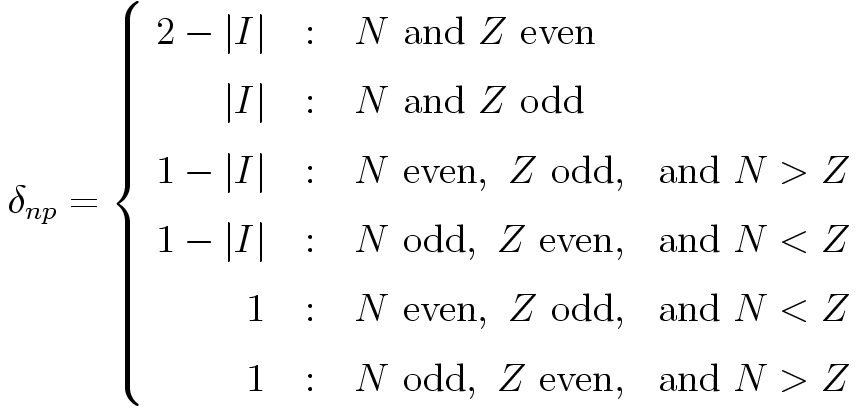 2 − |I| : N and Z even
|I| : N and Z odd
1 − |I| : N even, Z odd, and N > Z
δnp = { 1 − |I| : N odd, Z even, and N < Z
1 : N even, Z odd, and N < Z
1 : N odd, Z even, and N > Z